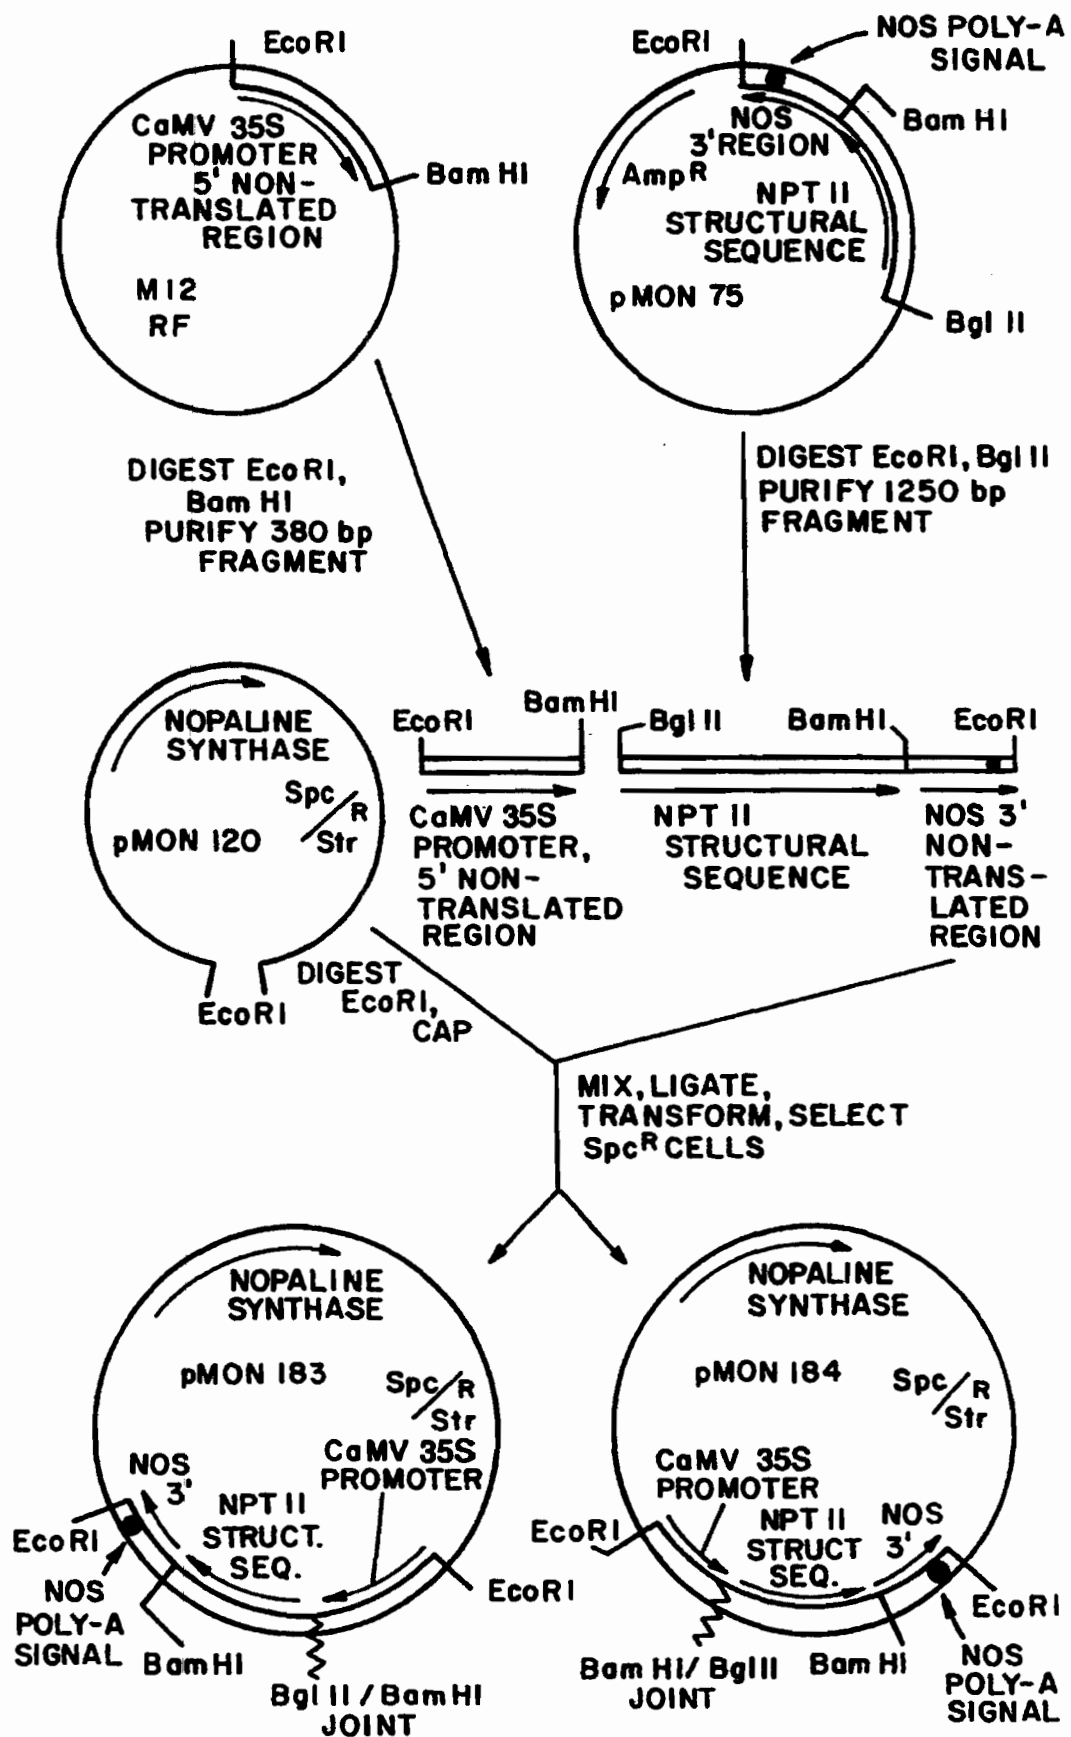 EcoRI
CaMV 35S
PROMOTER
5' NON-
TRANSLATED
REGION
Bam HI
M12
RF
EcoRI
NOS POLY-A
SIGNAL
Bam HI
NOS
3' REGION
AmpR
NPT II
STRUCTURAL
SEQUENCE
pMON 75
Bgl II
DIGEST EcoRI,
Bam HI
PURIFY 380 bp
FRAGMENT
DIGEST EcoRI, Bgl II
PURIFY 1250 bp
FRAGMENT
NOPALINE
SYNTHASE
Spc/R
Str
pMON 120
EcoRI
EcoRI
BamHI
Bgl II
BamHI
EcoRI
CaMV 35S
PROMOTER,
5' NON-
TRANSLATED
REGION
NPT II
STRUCTURAL
SEQUENCE
NOS 3'
NON-
TRANS-
LATED
REGION
DIGEST
EcoRI,
CAP
MIX, LIGATE,
TRANSFORM, SELECT
SpcR CELLS
NOPALINE
SYNTHASE
pMON 183
Spc/R
Str
CaMV 35S
PROMOTER
NOS
3'
NPT II
STRUCT.
SEQ.
EcoRI
NOS
POLY-A
SIGNAL
BamHI
EcoRI
Bgl II / BamHI
JOINT
NOPALINE
SYNTHASE
pMON 184
Spc/R
Str
CaMV 35S
PROMOTER
NPT II
STRUCT
SEQ.
NOS
3'
EcoRI
EcoRI
Bam HI/ BglII
JOINT
Bam HI
NOS
POLY-A
SIGNAL